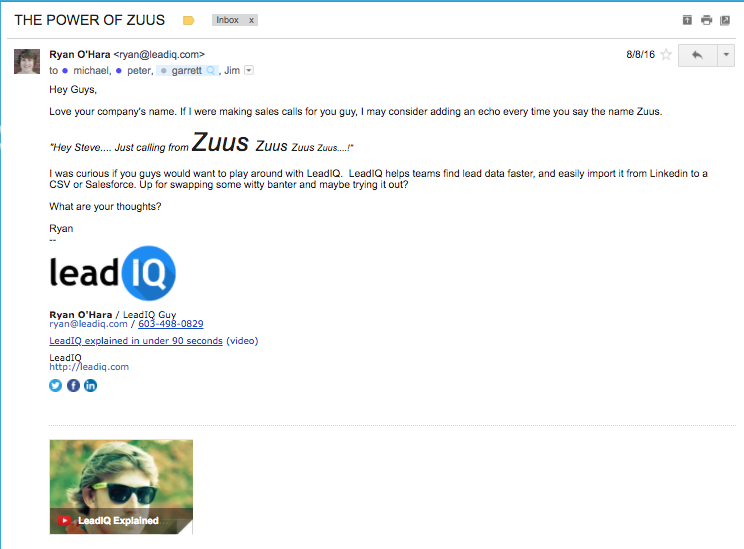 THE POWER OF ZUUS
Inbox x
Ryan O'Hara <ryan@leadiq.com>
8/8/16
to michael, peter, garrett, Jim
Hey Guys,
Love your company's name. If I were making sales calls for you guy, I may consider adding an echo every time you say the name Zuus.
"Hey Steve.... Just calling from Zuus Zuus Zuus Zuus....!"
I was curious if you guys would want to play around with LeadIQ. LeadIQ helps teams find lead data faster, and easily import it from Linkedin to a
CSV or Salesforce. Up for swapping some witty banter and maybe trying it out?
What are your thoughts?
Ryan
--
lead IQ
Ryan O'Hara / LeadIQ Guy
ryan@leadiq.com / 603-498-0829
LeadIQ explained in under 90 seconds (video)
LeadIQ
http://leadiq.com
LeadIQ Explained